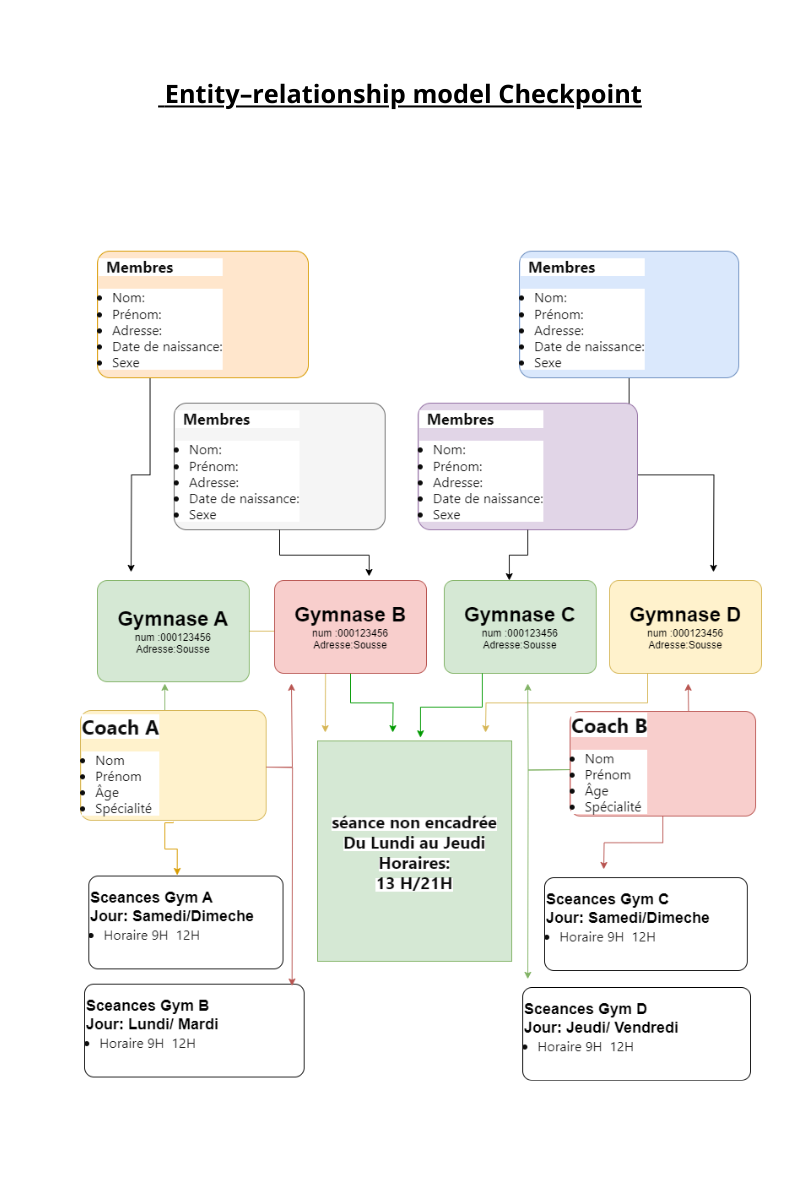 Entity–relationship model Checkpoint
Membres
• Nom:
• Prénom:
• Adresse:
• Date de naissance:
• Sexe
Membres
• Nom:
• Prénom:
• Adresse:
• Date de naissance:
• Sexe
Membres
• Nom:
• Prénom:
• Adresse:
• Date de naissance:
• Sexe
Membres
• Nom:
• Prénom:
• Adresse:
• Date de naissance:
• Sexe
Gymnase A
num :000123456
Adresse:Sousse
Gymnase B
num :000123456
Adresse:Sousse
Gymnase C
num :000123456
Adresse:Sousse
Gymnase D
num :000123456
Adresse:Sousse
Coach A
• Nom
• Prénom
• Âge
• Spécialité
séance non encadrée
Du Lundi au Jeudi
Horaires:
13 H/21H
Coach B
• Nom
• Prénom
• Âge
• Spécialité
Sceances Gym A
Jour: Samedi/Dimeche
• Horaire 9H 12H
Sceances Gym C
Jour: Samedi/Dimeche
• Horaire 9H 12H
Sceances Gym B
Jour: Lundi/ Mardi
• Horaire 9H 12H
Sceances Gym D
Jour: Jeudi/ Vendredi
• Horaire 9H 12H